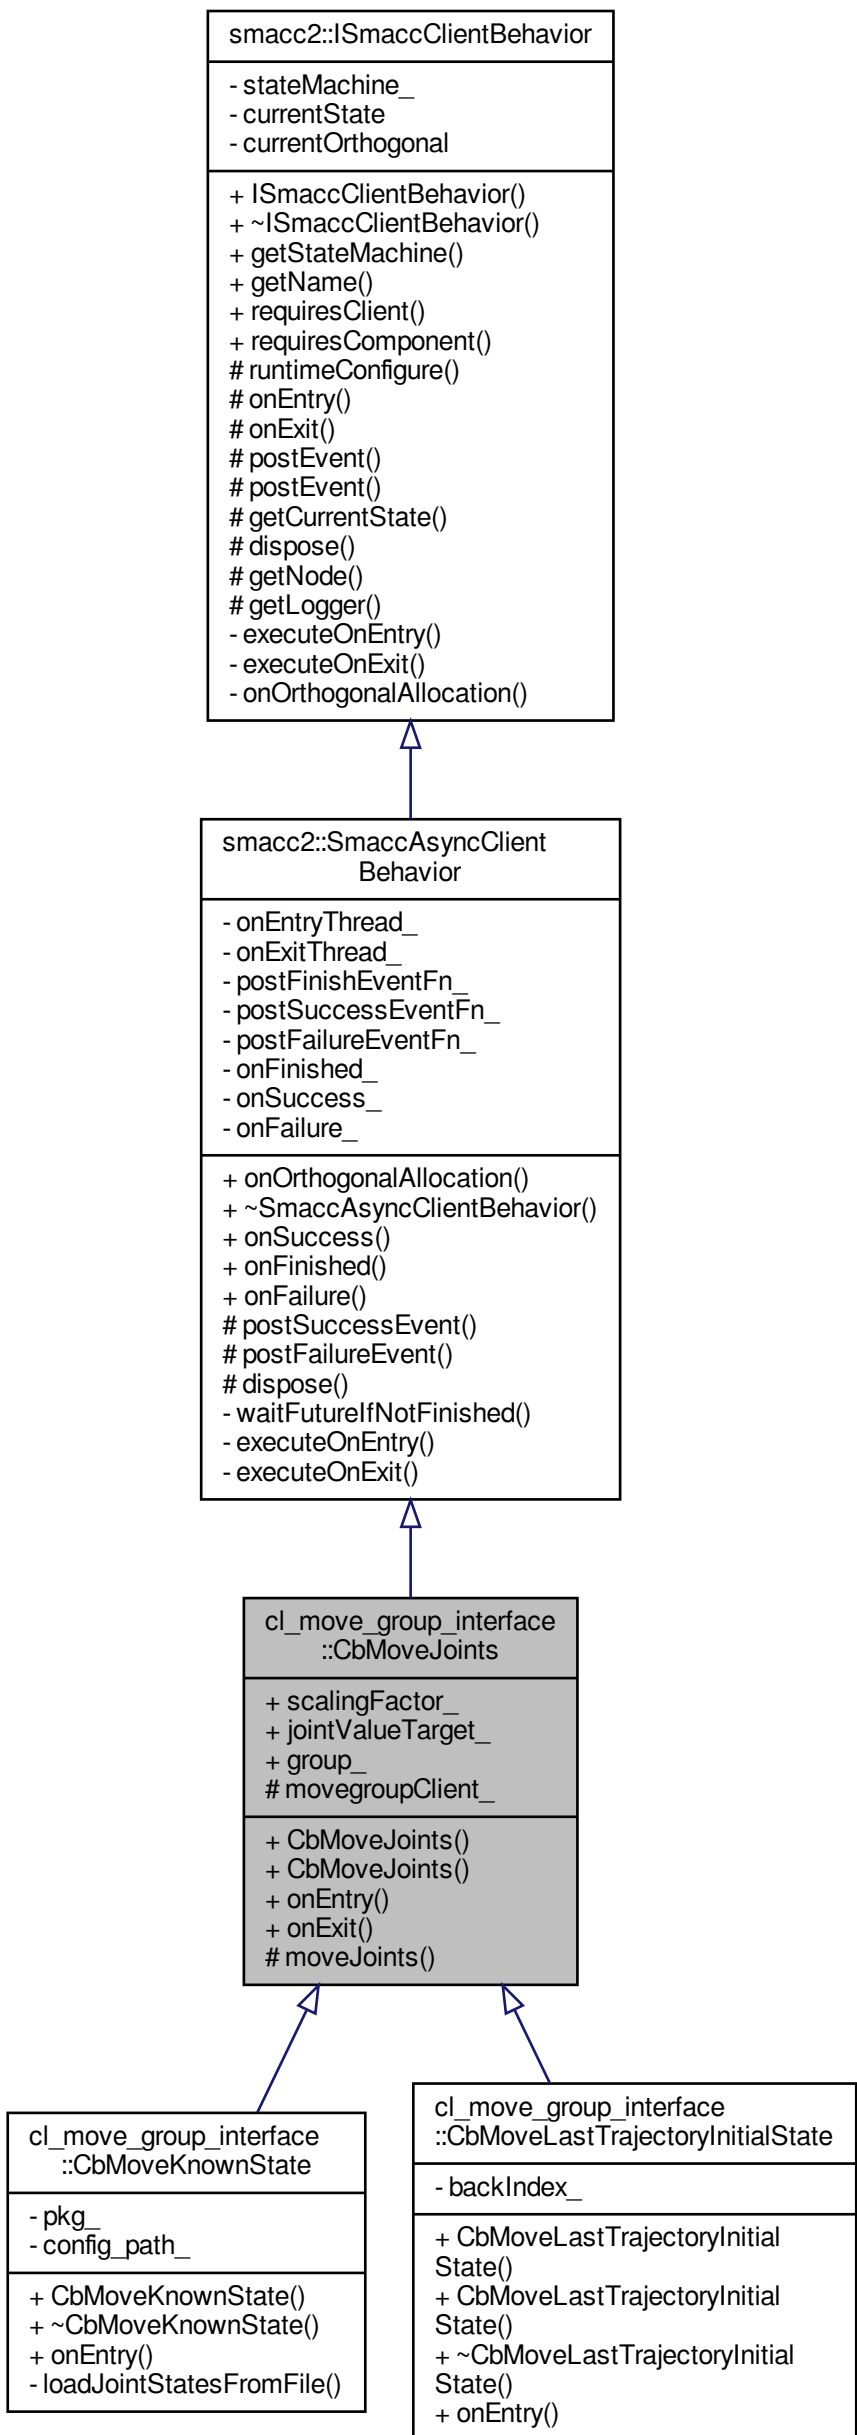 smacc2::ISmaccClientBehavior
- stateMachine_
- currentState
- currentOrthogonal
+ ISmaccClientBehavior()
+ ~ISmaccClientBehavior()
+ getStateMachine()
+ getName()
+ requiresClient()
+ requiresComponent()
# runtimeConfigure()
# onEntry()
# onExit()
# postEvent()
# postEvent()
# getCurrentState()
# dispose()
# getNode()
# getLogger()
- executeOnEntry()
- executeOnExit()
- onOrthogonalAllocation()
smacc2::SmaccAsyncClient
Behavior
- onEntryThread_
- onExitThread_
- postFinishEventFn_
- postSuccessEventFn_
- postFailureEventFn_
- onFinished_
- onSuccess_
- onFailure_
+ onOrthogonalAllocation()
+ ~SmaccAsyncClientBehavior()
+ onSuccess()
+ onFinished()
+ onFailure()
# postSuccessEvent()
# postFailureEvent()
# dispose()
- waitFutureIfNotFinished()
- executeOnEntry()
- executeOnExit()
cl_move_group_interface
::CbMoveJoints
+ scalingFactor_
+ jointValueTarget_
+ group_
# movegroupClient_
+ CbMoveJoints()
+ CbMoveJoints()
+ onEntry()
+ onExit()
# moveJoints()
cl_move_group_interface
::CbMoveKnownState
- pkg_
- config_path_
+ CbMoveKnownState()
+ ~CbMoveKnownState()
+ onEntry()
- loadJointStatesFromFile()
cl_move_group_interface
::CbMoveLastTrajectoryInitialState
- backIndex_
+ CbMoveLastTrajectoryInitial
State()
+ CbMoveLastTrajectoryInitial
State()
+ ~CbMoveLastTrajectoryInitial
State()
+ onEntry()